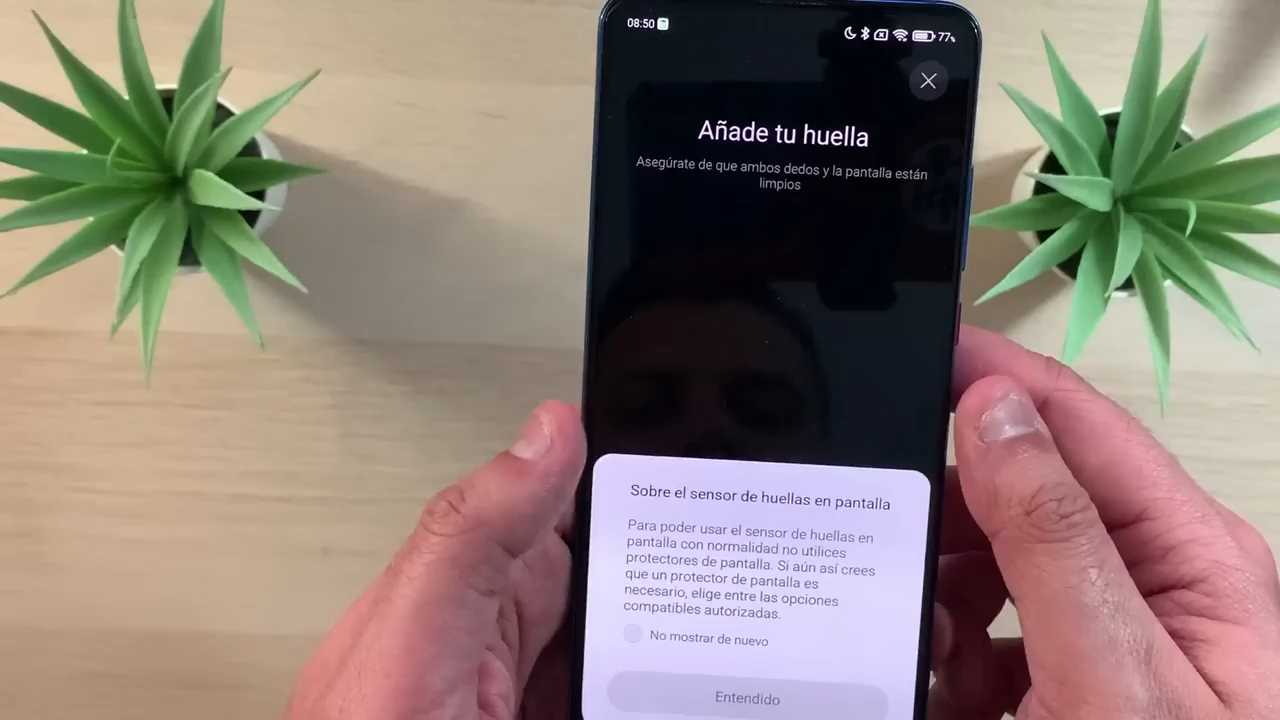 08:50
77%
Añade tu huella
Asegúrate de que ambos dedos y la pantalla están
limpios
Sobre el sensor de huellas en pantalla
Para poder usar el sensor de huellas en
pantalla con normalidad no utilices
protectores de pantalla. Si aún así crees
que un protector de pantalla es
necesario, elige entre las opciones
compatibles autorizadas.
No mostrar de nuevo
Entendido